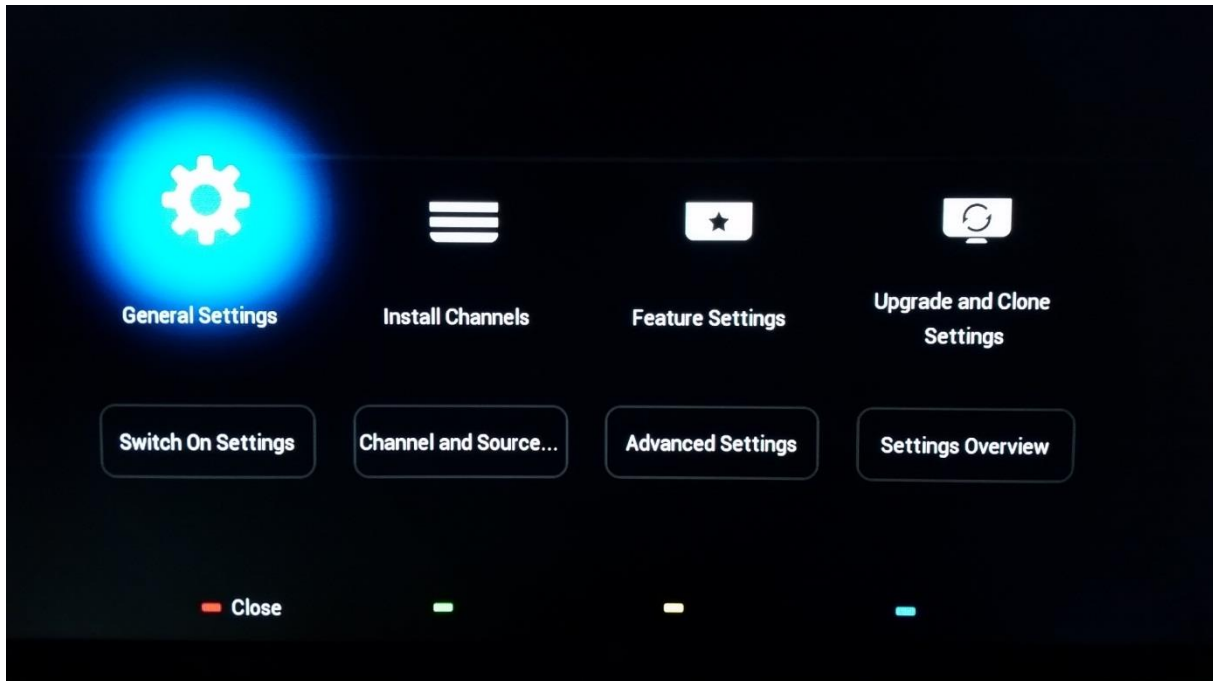 General Settings
Install Channels
Feature Settings
Upgrade and Clone
Settings
Switch On Settings
Channel and Source...
Advanced Settings
Settings Overview
Close